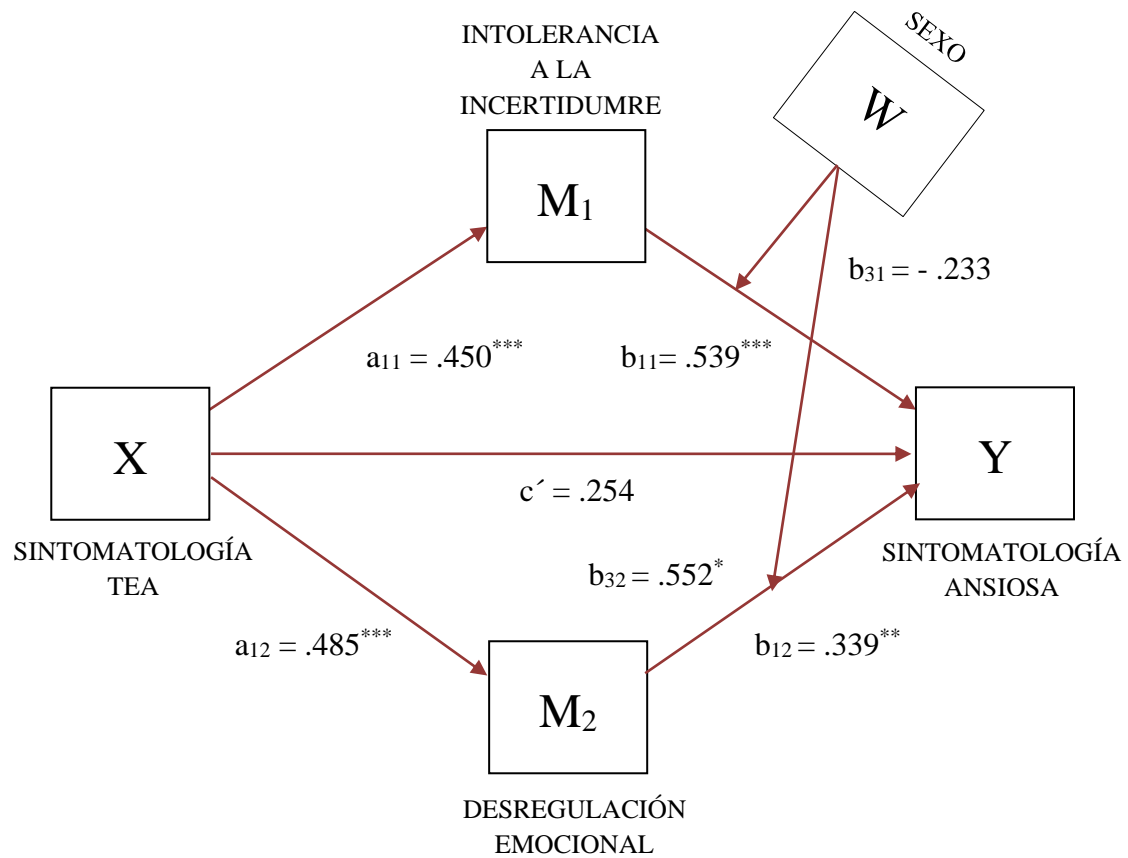 INTOLERANCIA
A LA
INCERTIDUMRE
SEXO
W
M₁
b₃₁ = - .233
a₁₁ = .450***
b₁₁= .539***
X
Y
c´ = .254
SINTOMATOLOGÍA
TEA
SINTOMATOLOGÍA
ANSIOSA
b₃₂ = .552*
a₁₂ = .485***
b₁₂ = .339**
M₂
DESREGULACIÓN
EMOCIONAL